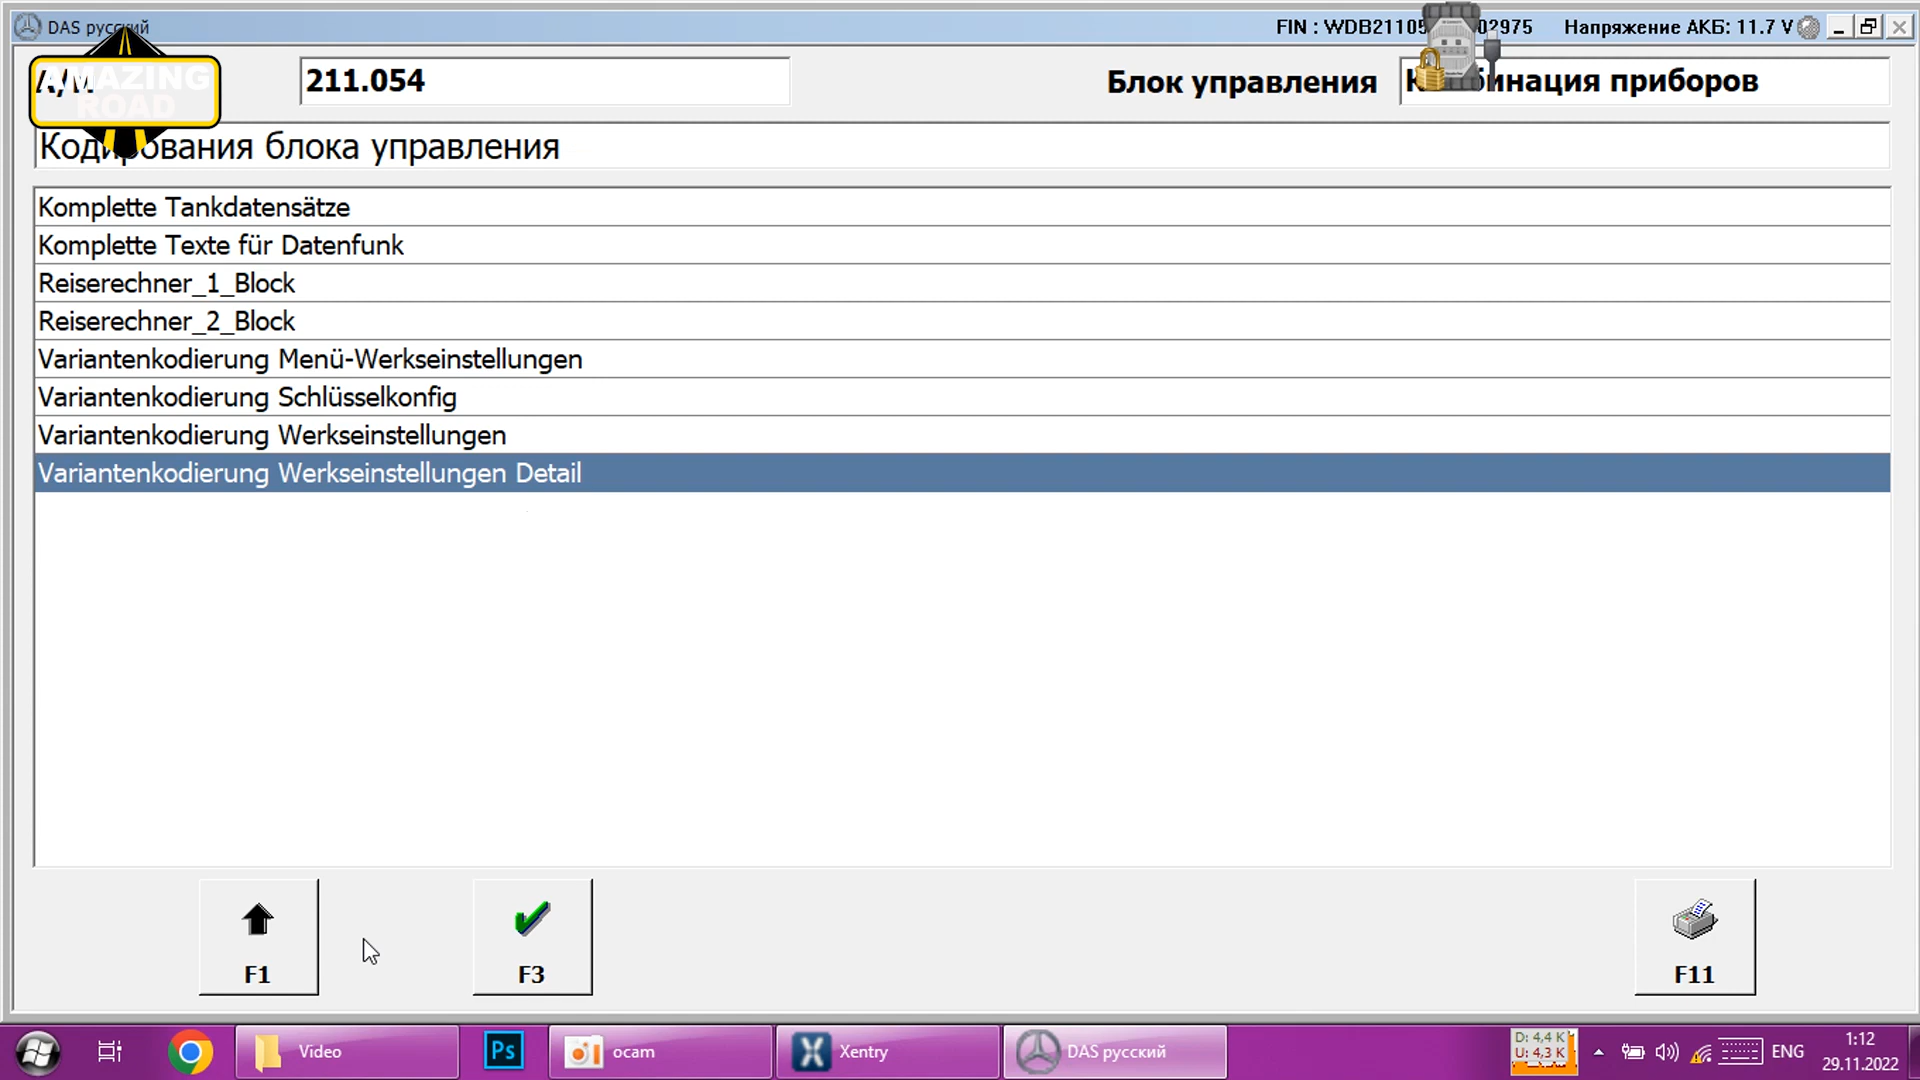 DAS русский
FIN : WDB21105 02975 Напряжение АКБ: 11.7 V
AMAZING
ROAD
211.054
Блок управления
приборов
Кодирования блока управления
Komplette Tankdatensätze
Komplette Texte für Datenfunk
Reiserechner_1_Block
Reiserechner_2_Block
Variantenkodierung Menü-Werkseinstellungen
Variantenkodierung Schlüsselkonfig
Variantenkodierung Werkseinstellungen
Variantenkodierung Werkseinstellungen Detail
F1
F3
F11
Video
Ps
ocam
Xentry
DAS русский
D: 4,4 K
U: 4,3 K
ENG
1:12
29.11.2022